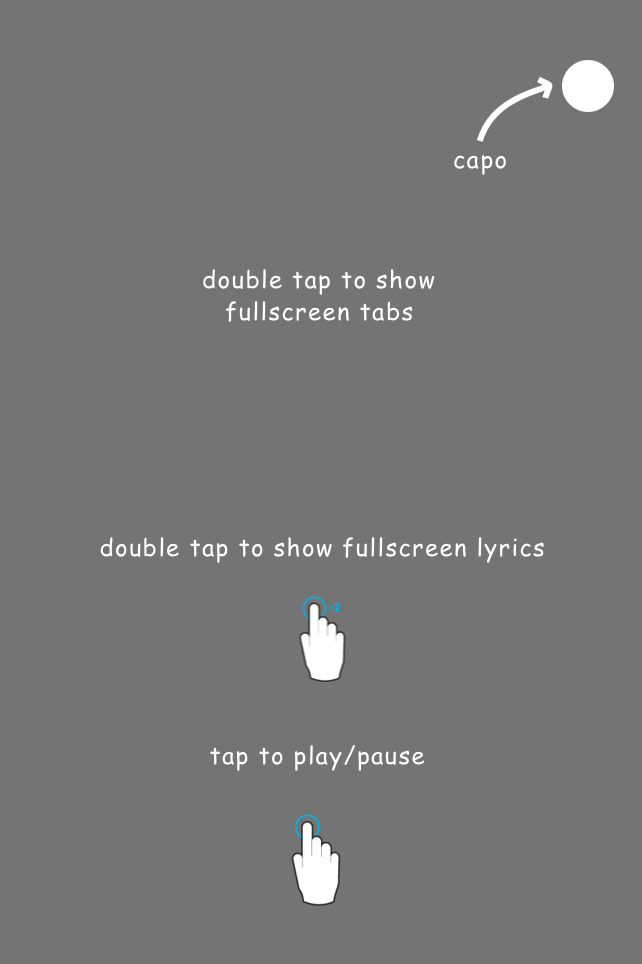 capo
double tap to show
fullscreen tabs
double tap to show fullscreen lyrics
tap to play/pause